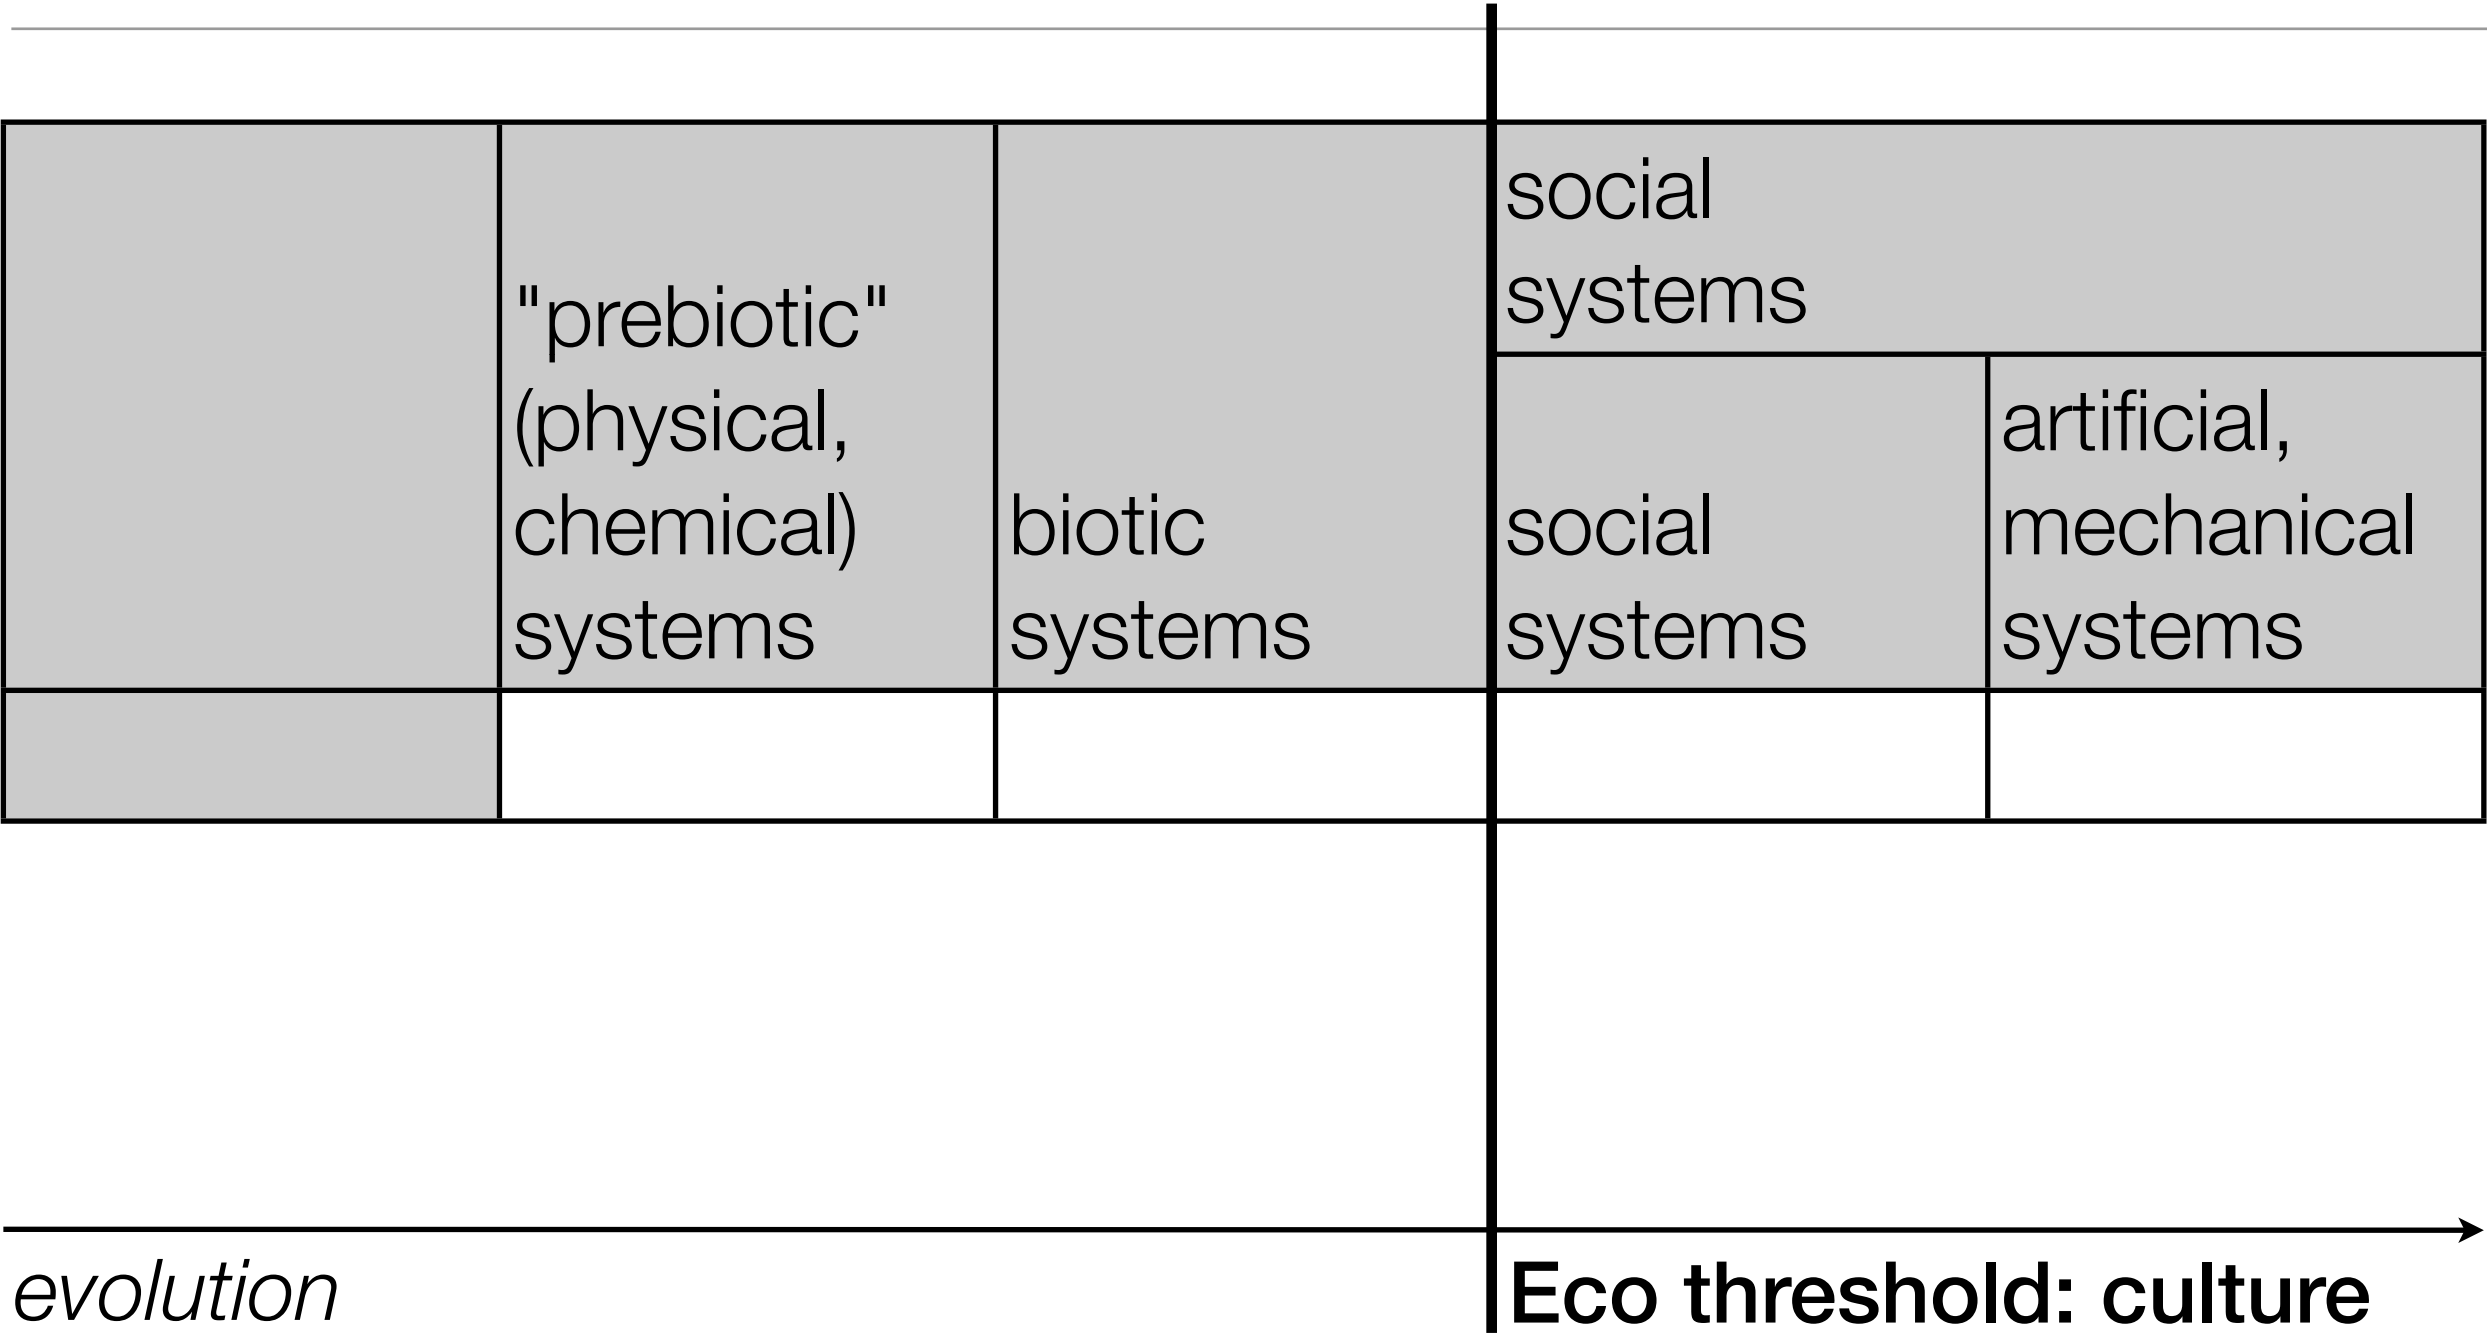 social
systems
"prebiotic"
(physical,
chemical)
systems
biotic
systems
social
systems
artificial,
mechanical
systems
evolution
Eco threshold: culture